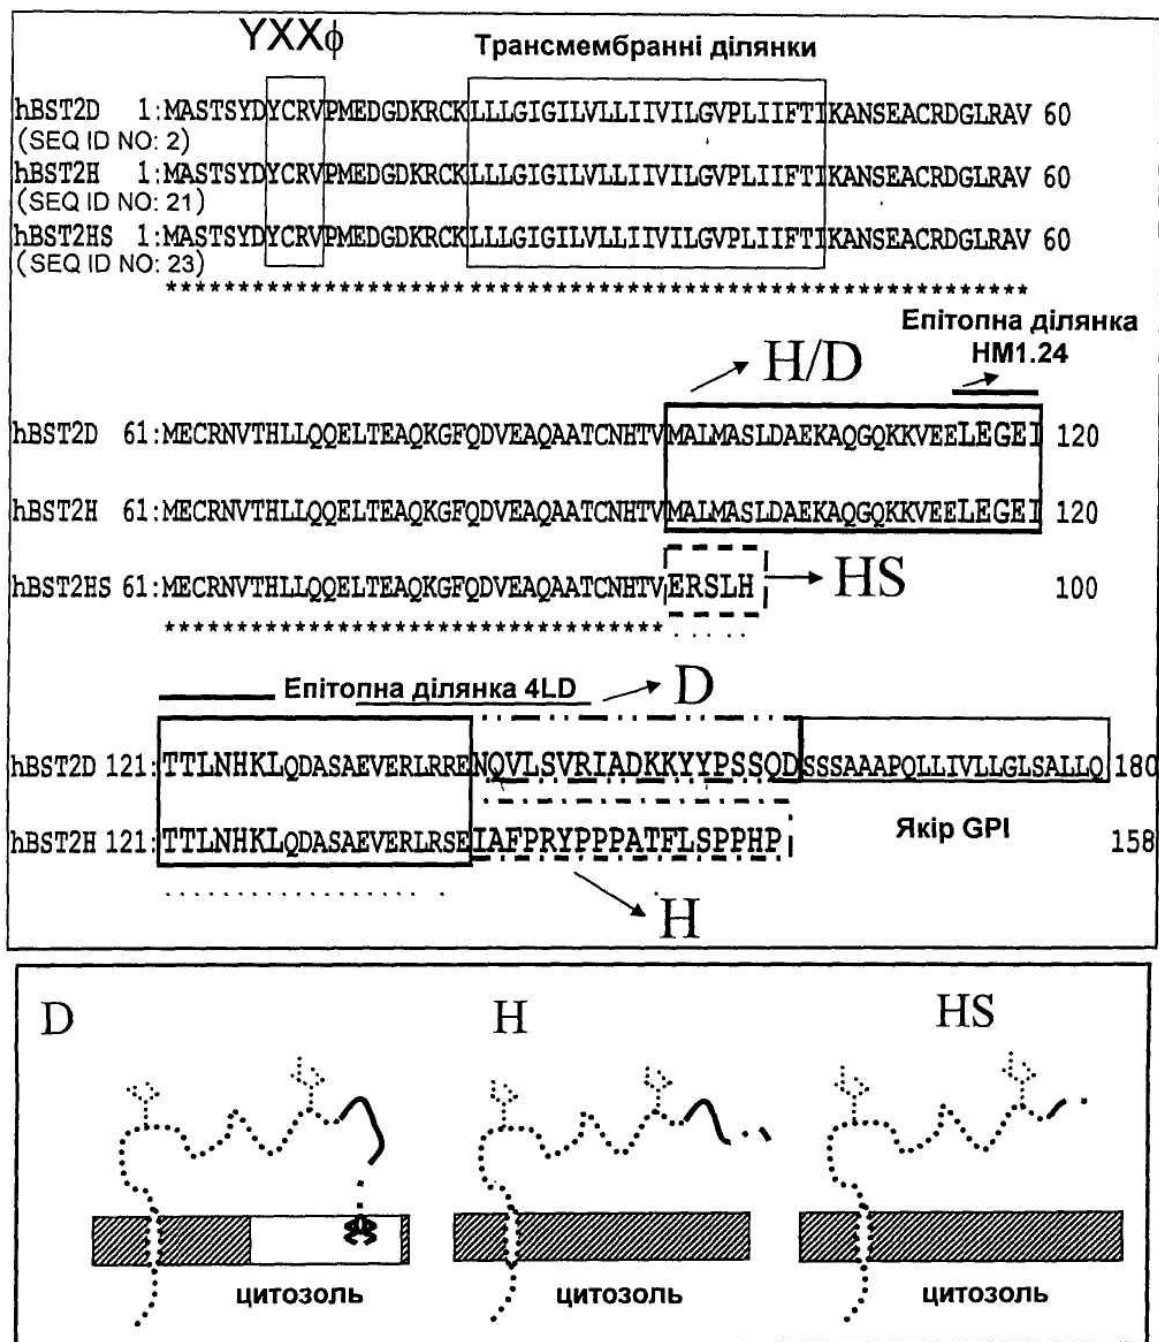 YXXϕ
Трансмембранні ділянки
hBST2D 1:MASTSYDYCRVPMEDGDKRCKLLLGIGILVLLIIVILGVPLIIFTIKANSEACRDGLRAV 60
(SEQ ID NO: 2)
hBST2H 1:MASTSYDYCRVPMEDGDKRCKLLLGIGILVLLIIVILGVPLIIFTIKANSEACRDGLRAV 60
(SEQ ID NO: 21)
hBST2HS 1:MASTSYDYCRVPMEDGDKRCKLLLGIGILVLLIIVILGVPLIIFTIKANSEACRDGLRAV 60
(SEQ ID NO: 23)
************************************************************
Епітопна ділянка
HM1.24
H/D
hBST2D 61:MECRNVTHLLQQELTEAQKGFQDVEAQAATCNHTVMALMASLDAEKAQGQKKVEELEGEI 120
hBST2H 61:MECRNVTHLLQQELTEAQKGFQDVEAQAATCNHTVMALMASLDAEKAQGQKKVEELEGEI 120
hBST2HS 61:MECRNVTHLLQQELTEAQKGFQDVEAQAATCNHTVERSLH 100
HS
***********************************.....
Епітопна ділянка 4LD
D
hBST2D 121:TTLNHKLQDASAEVERLRRENQVLSVRIADKKYYPSSQDSSSAAAPQLLIVLLGLSALLQ 180
hBST2H 121:TTLNHKLQDASAEVERLRSEIAFPRYPPPATFLSPPHP 158
Якір GPI
H
D
H
HS
цитозоль
цитозоль
цитозоль